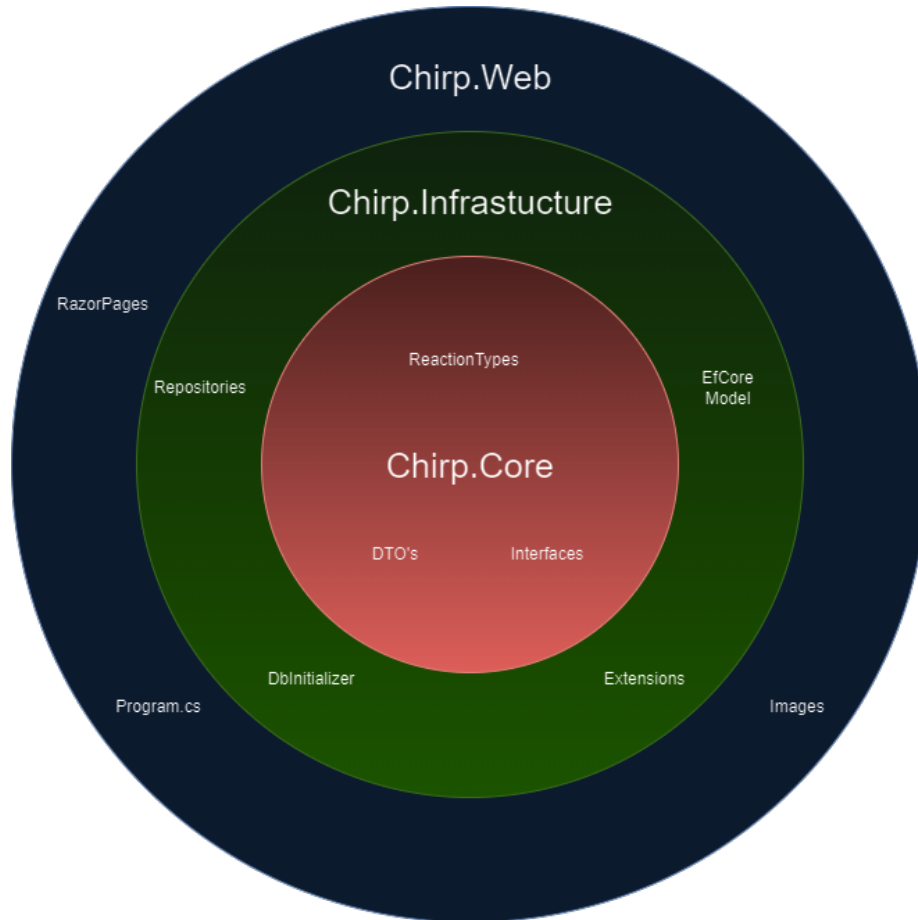 Chirp.Web
Chirp.Infrastucture
RazorPages
ReactionTypes
Repositories
EfCore
Model
Chirp.Core
DTO's
Interfaces
DbInitializer
Extensions
Program.cs
Images